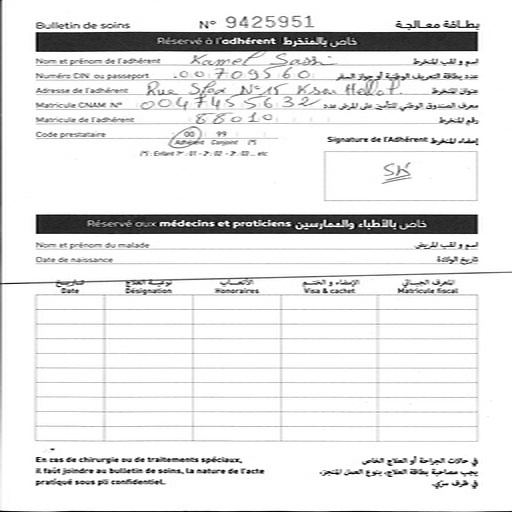 Bulletin de soins N° 9425951 بطاقة معالجة
Réservé à l'adhérent خاص بالمنخرط
Nom et prénom de l'adhérent Kamel Sassi اسم و لقب المنخرط
Numéro CIN ou passeport 00709560 عدد بطاقة التعريف الوطنية أو جواز السفر
Adresse de l'adhérent Rue Sfax N° 15 Ksar Hellal عنوان المنخرط
Matricule CNAM N° 0047455632 معرف الصندوق الوطني للتأمين على المرض عدد
Matricule de l'adhérent 88010 رقم المنخرط
Code prestataire 00 99
Adhérent Conjoint (*)
(*) : Enfant 1er : 01 - 2e : 02 - 3e : 03 ... etc
Signature de l'Adhérent إمضاء المنخرط
SK
Réservé aux médecins et praticiens خاص بالأطباء والممارسين
Nom et prénom du malade اسم و لقب المريض
Date de naissance تاريخ الولادة
تاريخ نوعية العلاج الأتعاب الإمضاء و الختم المعرف الجبائي
Date Désignation Honoraires Visa & cachet Matricule fiscal
En cas de chirurgie ou de traitements spéciaux, في حالات الجراحة أو العلاج الخاص
il faût joindre au bulletin de soins, la nature de l'acte يجب مصاحبة بطاقة العلاج، بنوع العمل المنجز،
pratiqué sous pli confidentiel. في ظرف سري.